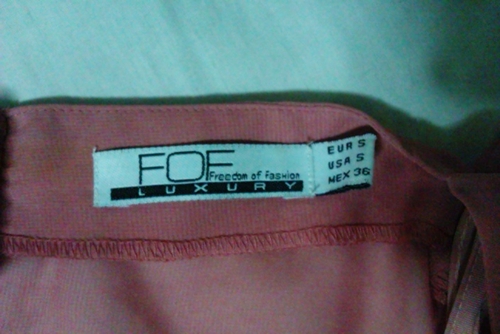 FOF
Freedom of Fashion
LUXURY
EUR S
USA S
MEX 36